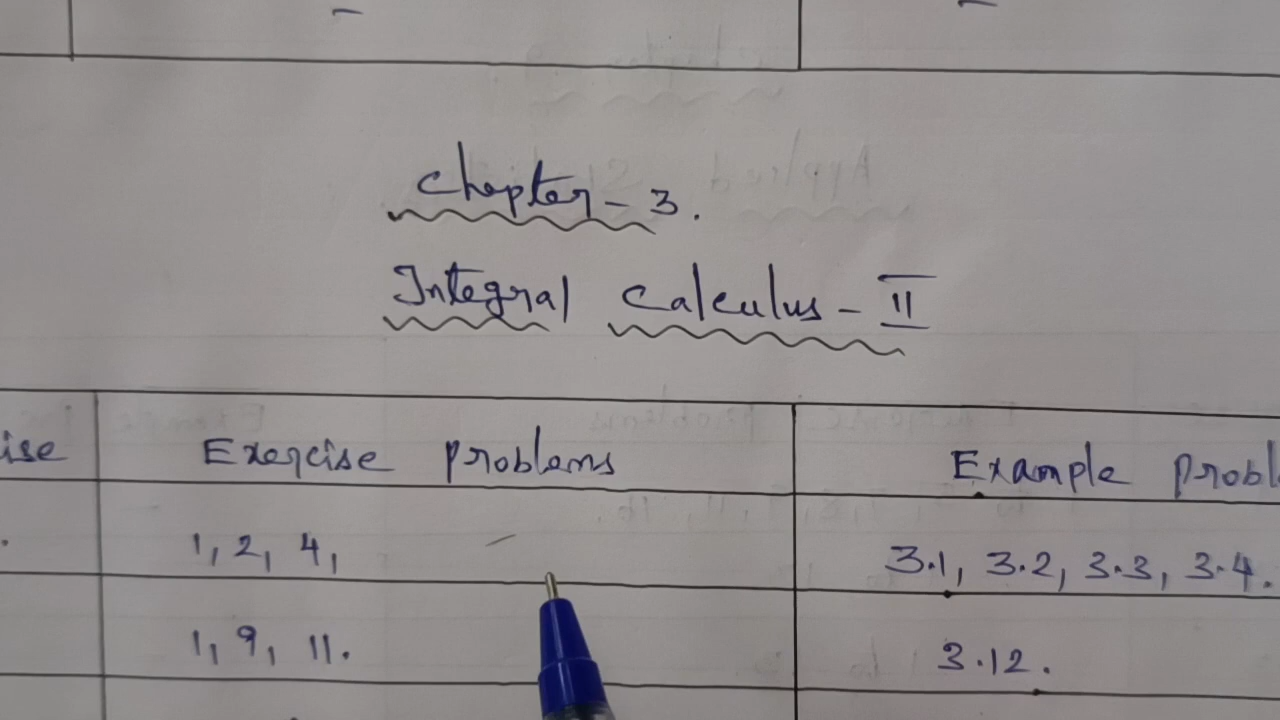 Chapter - 3.
Integral Calculus - II
ise Exercise Problems Example Probl
. 1, 2, 4, 3.1, 3.2, 3.3, 3.4.
1, 9, 11. 3.12.